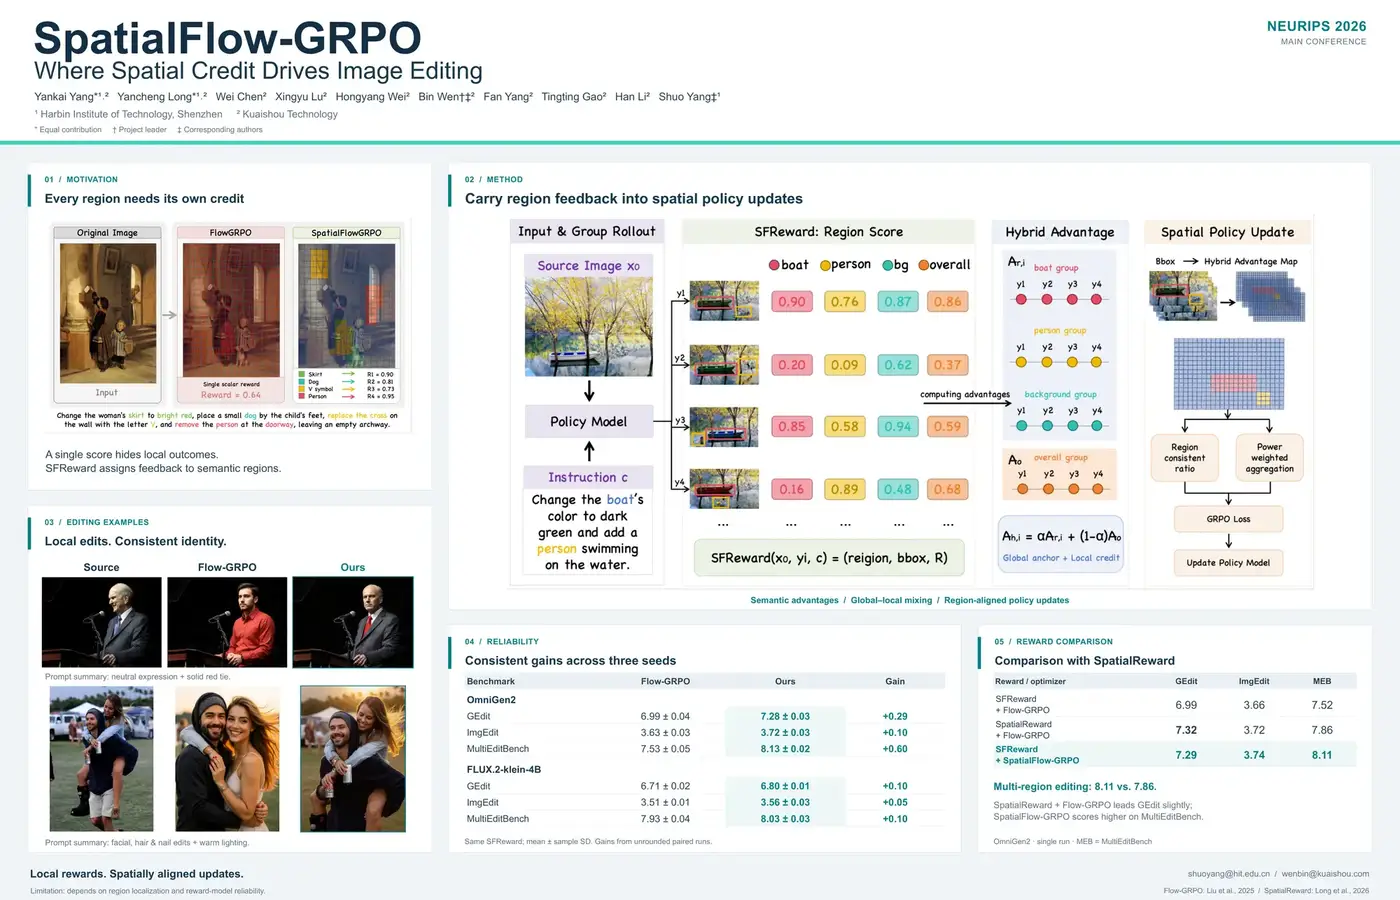 SpatialFlow-GRPO
Where Spatial Credit Drives Image Editing
Yankai Yang*¹·² Yancheng Long*¹·² Wei Chen² Xingyu Lu² Hongyang Wei² Bin Wen†‡² Fan Yang² Tingting Gao² Han Li² Shuo Yang‡¹
¹ Harbin Institute of Technology, Shenzhen ² Kuaishou Technology
* Equal contribution † Project leader ‡ Corresponding authors
NEURIPS 2026
MAIN CONFERENCE
01 / MOTIVATION
Every region needs its own credit
Original Image
FlowGRPO
SpatialFlowGRPO
Input
Single scalar reward
Reward = 0.64
Skirt R1 = 0.90
Dog R2 = 0.81
V symbol R3 = 0.73
Person R4 = 0.95
Change the woman's skirt to bright red, place a small dog by the child's feet, replace the cross on
the wall with the letter V, and remove the person at the doorway, leaving an empty archway.
A single score hides local outcomes.
SFReward assigns feedback to semantic regions.
02 / METHOD
Carry region feedback into spatial policy updates
Input & Group Rollout
Source Image x₀
Policy Model
Instruction c
Change the boat's
color to dark
green and add a
person swimming
on the water.
SFReward: Region Score
boat person bg overall
y1 0.90 0.76 0.87 0.86
y2 0.20 0.09 0.62 0.37
y3 0.85 0.58 0.94 0.59
y4 0.16 0.89 0.48 0.68
... ... ... ...
SFReward(x₀, yi, c) = (reigion, bbox, R)
computing advantages
Hybrid Advantage
Ar,i boat group
y1 y2 y3 y4
person group
y1 y2 y3 y4
background group
y1 y2 y3 y4
Ao overall group
y1 y2 y3 y4
Ah,i = αAr,i + (1-α)Ao
Global anchor + Local credit
Spatial Policy Update
Bbox Hybrid Advantage Map
Region
consistent
ratio
Power
weighted
aggregation
GRPO Loss
Update Policy Model
Semantic advantages / Global–local mixing / Region-aligned policy updates
03 / EDITING EXAMPLES
Local edits. Consistent identity.
Source Flow-GRPO Ours
Prompt summary: neutral expression + solid red tie.
Prompt summary: facial, hair & nail edits + warm lighting.
04 / RELIABILITY
Consistent gains across three seeds
Benchmark Flow-GRPO Ours Gain
OmniGen2
GEdit 6.99 ± 0.04 7.28 ± 0.03 +0.29
ImgEdit 3.63 ± 0.03 3.72 ± 0.03 +0.10
MultiEditBench 7.53 ± 0.05 8.13 ± 0.02 +0.60
FLUX.2-klein-4B
GEdit 6.71 ± 0.02 6.80 ± 0.01 +0.10
ImgEdit 3.51 ± 0.01 3.56 ± 0.03 +0.05
MultiEditBench 7.93 ± 0.04 8.03 ± 0.03 +0.10
Same SFReward; mean ± sample SD. Gains from unrounded paired runs.
05 / REWARD COMPARISON
Comparison with SpatialReward
Reward / optimizer GEdit ImgEdit MEB
SFReward
+ Flow-GRPO 6.99 3.66 7.52
SpatialReward
+ Flow-GRPO 7.32 3.72 7.86
SFReward
+ SpatialFlow-GRPO 7.29 3.74 8.11
Multi-region editing: 8.11 vs. 7.86.
SpatialReward + Flow-GRPO leads GEdit slightly;
SpatialFlow-GRPO scores higher on MultiEditBench.
OmniGen2 · single run · MEB = MultiEditBench
Local rewards. Spatially aligned updates.
Limitation: depends on region localization and reward-model reliability.
shuoyang@hit.edu.cn / wenbin@kuaishou.com
Flow-GRPO: Liu et al., 2025 / SpatialReward: Long et al., 2026